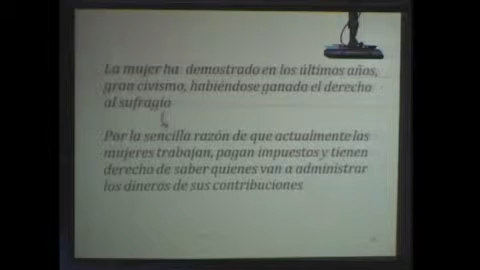 La mujer ha demostrado en los últimos años,
gran civismo, habiéndose ganado el derecho
al sufragio
Por la sencilla razón de que actualmente las
mujeres trabajan, pagan impuestos y tienen
derecho de saber quienes van a administrar
los dineros de sus contribuciones